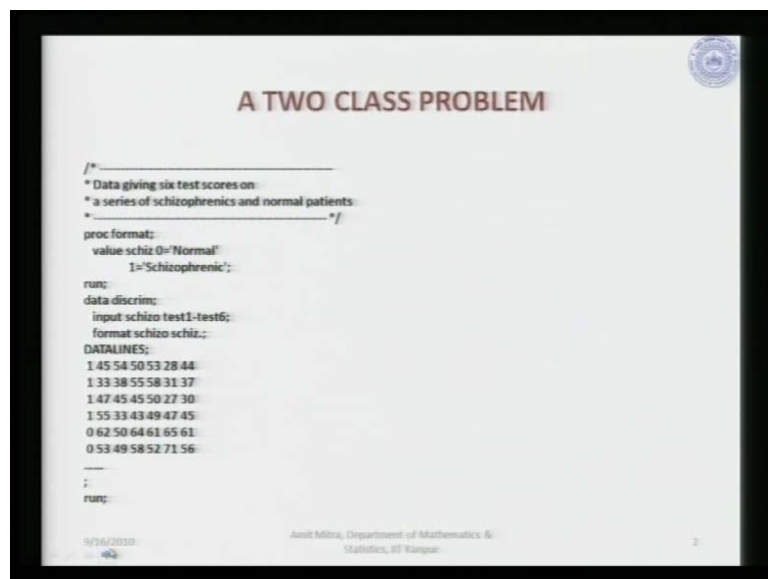 A TWO CLASS PROBLEM
/*---------------------------------------------------
* Data giving six test scores on
* a series of schizophrenics and normal patients
*---------------------------------------------------*/
proc format;
value schiz 0='Normal'
1='Schizophrenic';
run;
data discrim;
input schizo test1-test6;
format schizo schiz.;
DATALINES;
1 45 54 50 53 28 44
1 33 38 55 58 31 37
1 47 45 45 50 27 30
1 55 33 43 49 47 45
0 62 50 64 61 65 61
0 53 49 58 52 71 56
-----
;
run;
9/16/2010
Amit Mitra, Department of Mathematics &
Statistics, IIT Kanpur
2